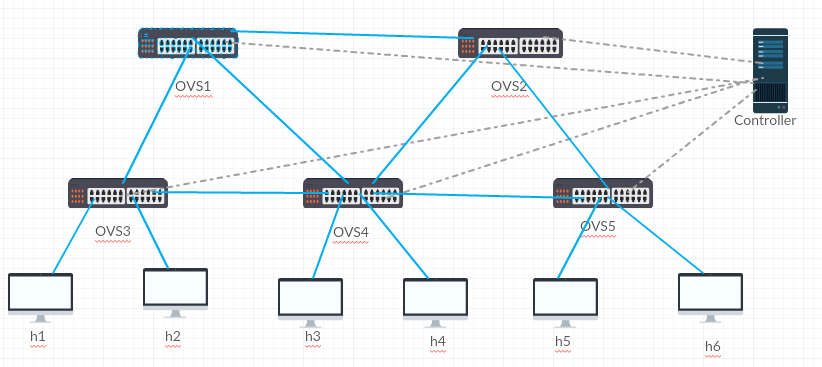 OVS1
OVS2
Controller
OVS3
OVS4
OVS5
h1
h2
h3
h4
h5
h6